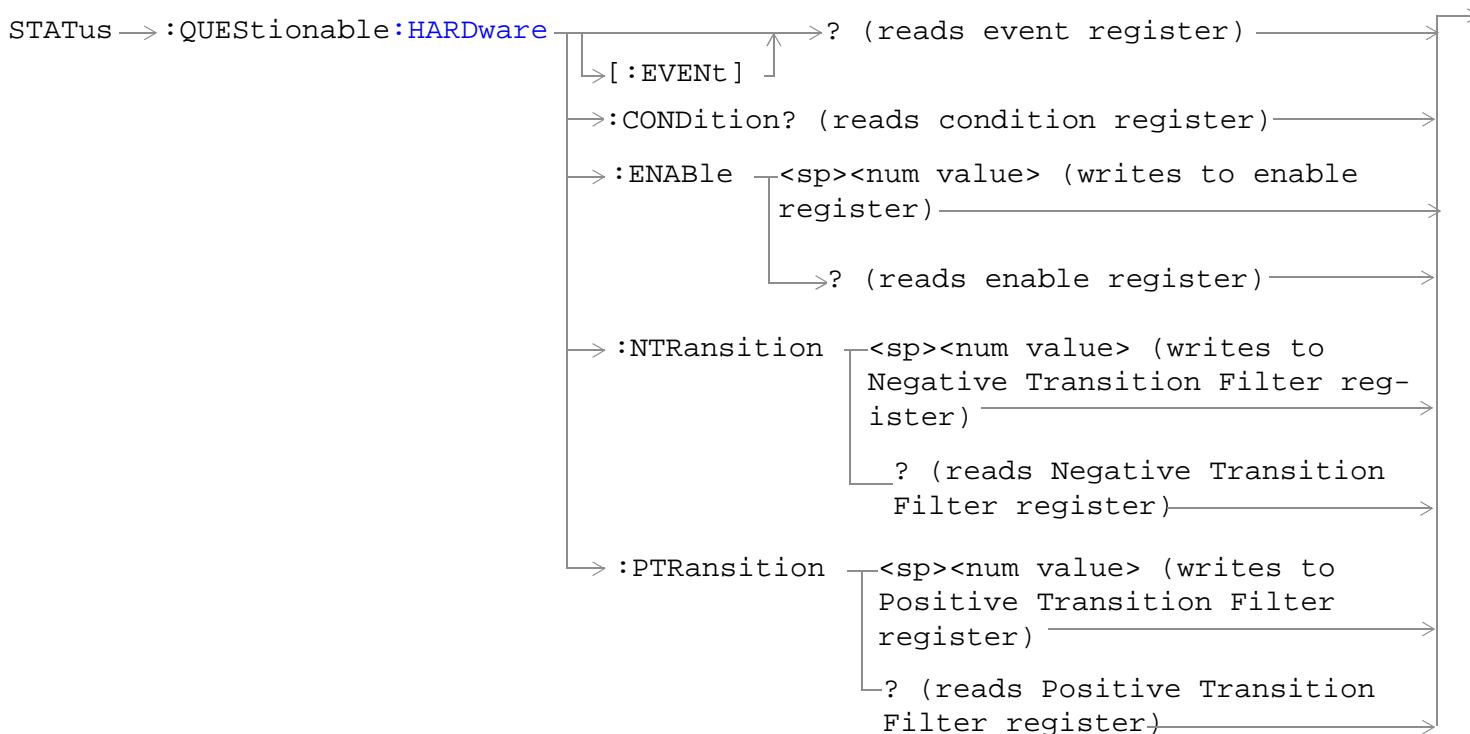 STATus :QUEStionable:HARDware ? (reads event register)
[:EVENt]
:CONDition? (reads condition register)
:ENABle <sp><num value> (writes to enable
register)
? (reads enable register)
:NTRansition <sp><num value> (writes to
Negative Transition Filter reg-
ister)
? (reads Negative Transition
Filter register)
:PTRansition <sp><num value> (writes to
Positive Transition Filter
register)
? (reads Positive Transition
Filter register)